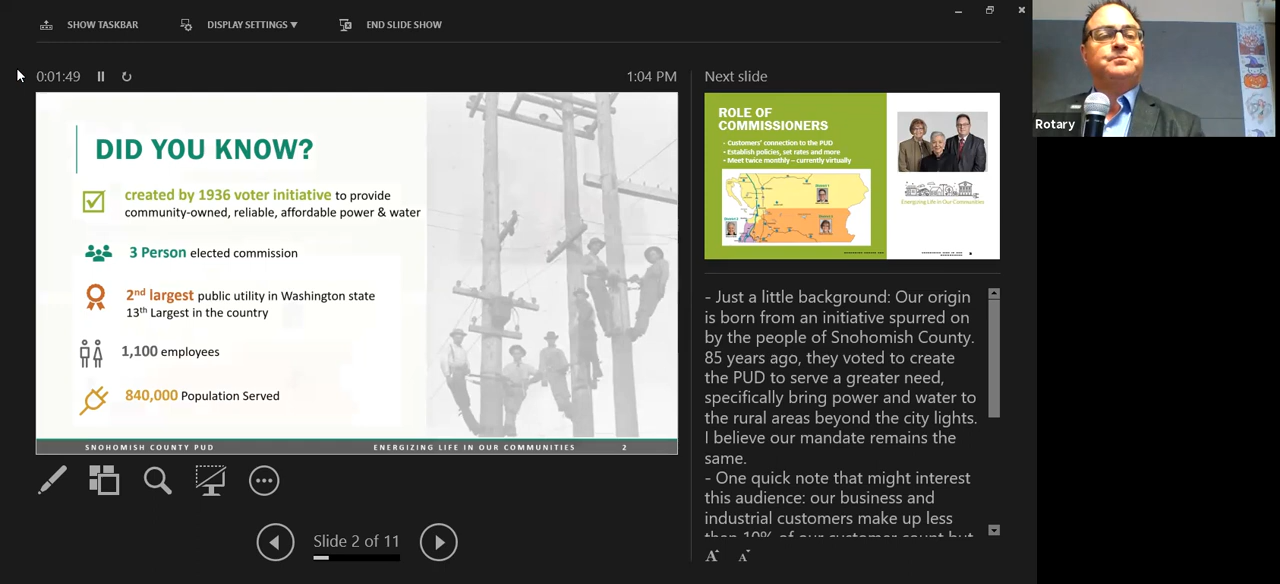 SHOW TASKBAR
DISPLAY SETTINGS ▼
END SLIDE SHOW
0:01:49
1:04 PM
Next slide
DID YOU KNOW?
created by 1936 voter initiative to provide
community-owned, reliable, affordable power & water
3 Person elected commission
2nd largest public utility in Washington state
13th Largest in the country
1,100 employees
840,000 Population Served
SNOHOMISH COUNTY PUD
ENERGIZING LIFE IN OUR COMMUNITIES
2
Slide 2 of 11
ROLE OF
COMMISSIONERS
- Customers' connection to the PUD
- Establish policies, set rates and more
- Meet twice monthly – currently virtually
Energizing Life in Our Communities
- Just a little background: Our origin
is born from an initiative spurred on
by the people of Snohomish County.
85 years ago, they voted to create
the PUD to serve a greater need,
specifically bring power and water to
the rural areas beyond the city lights.
I believe our mandate remains the
same.
- One quick note that might interest
this audience: our business and
industrial customers make up less
than 10% of our customer count but
A
A
Rotary